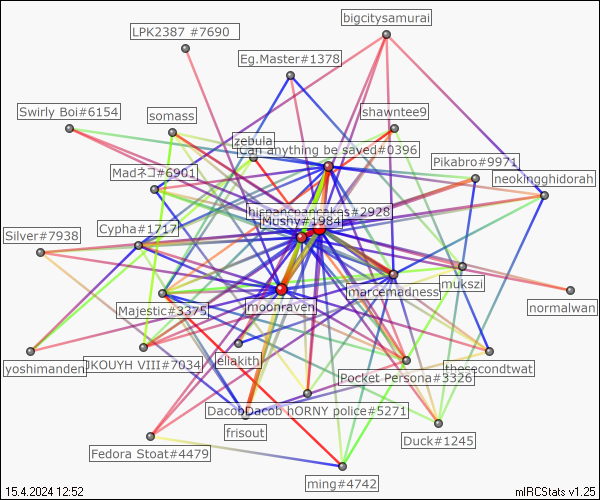 bigcitysamurai
LPK2387 #7690
Eg.Master#1378
Swirly Boi#6154
somass
shawntee9
zebula
Can anything be saved#0396
Pikabro#9971
Madネコ#6901
neokingghidorah
hispancpancakes#2928
Mushy#1984
Cypha#1717
Silver#7938
mukszi
marcemadness
normalwan
Majestic#3375
moonraven
eliakith
thesecondtwat
yoshimanden
JKOUYH VIII#7034
Pocket Persona#3326
DacobDacob hORNY police#5271
frisout
Duck#1245
Fedora Stoat#4479
ming#4742
15.4.2024 12:52
mIRCStats v1.25